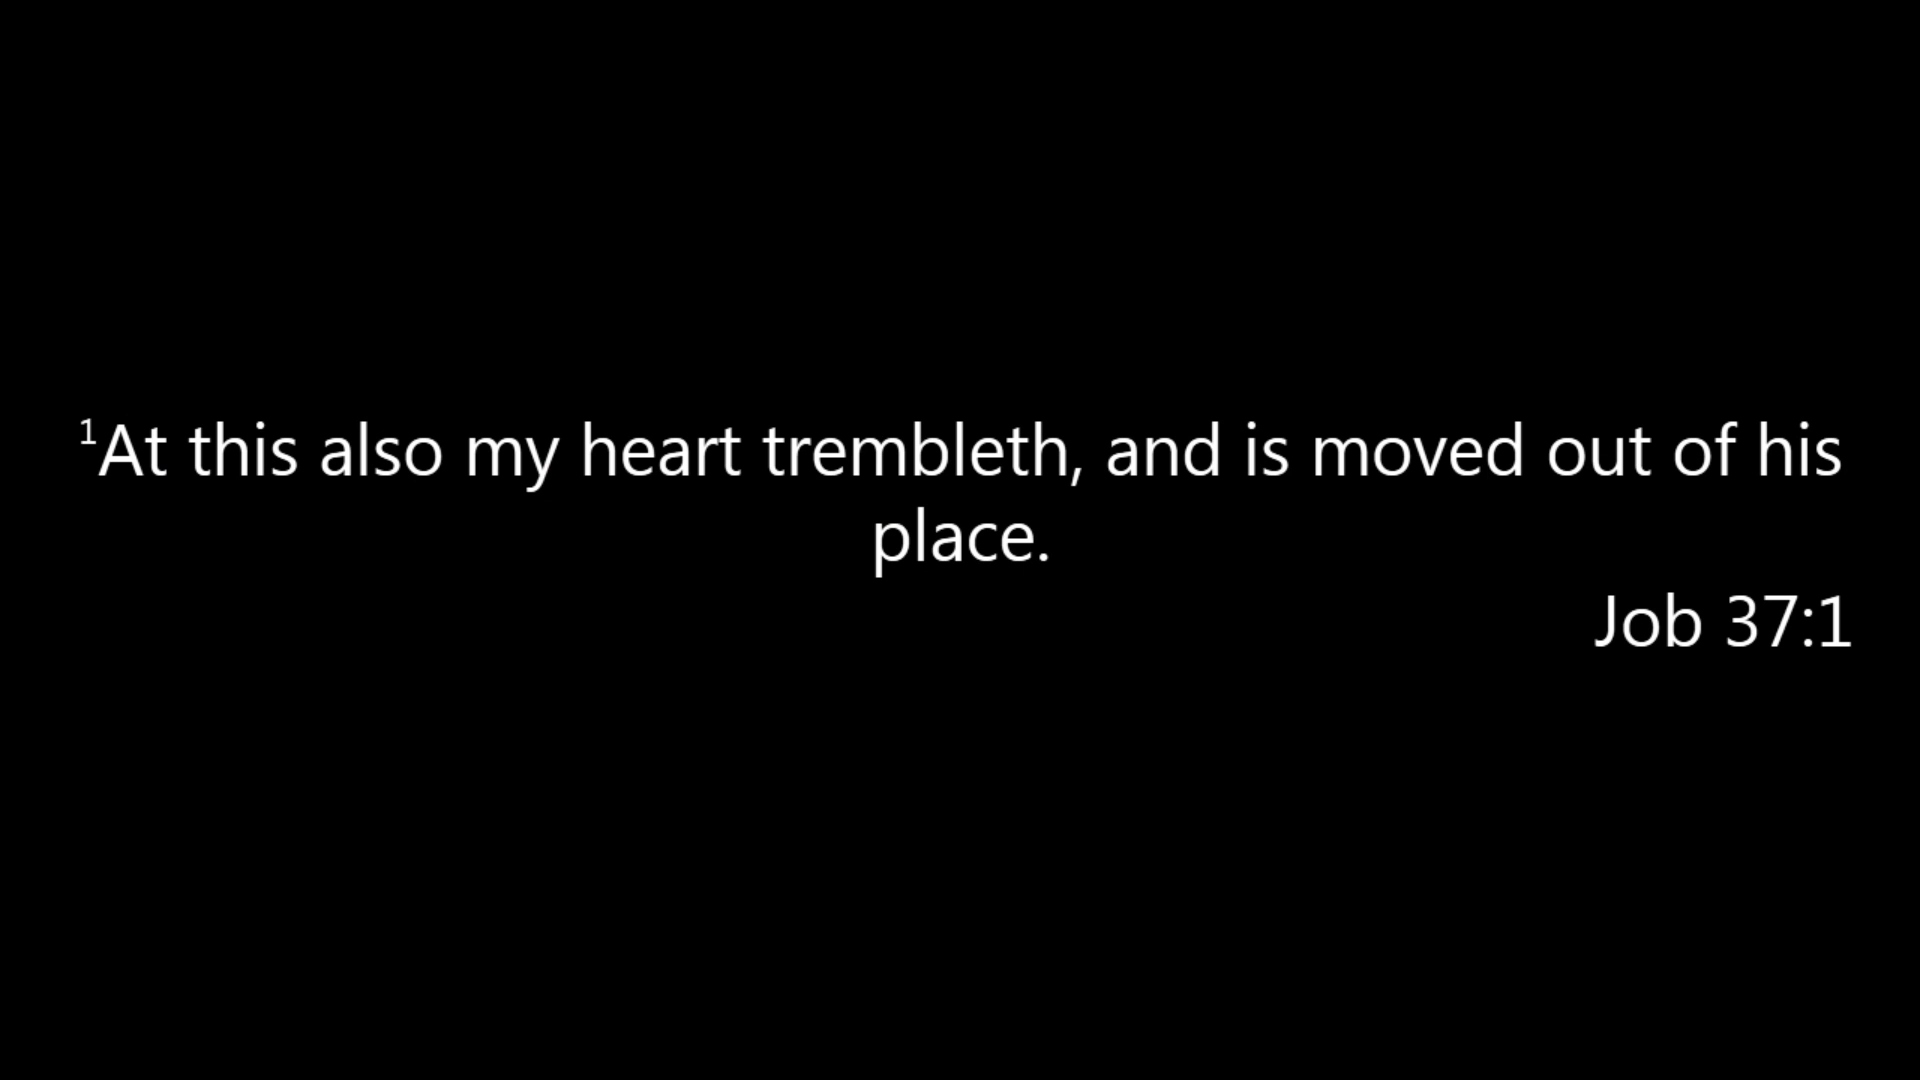 ¹At this also my heart trembleth, and is moved out of his
place.
Job 37:1